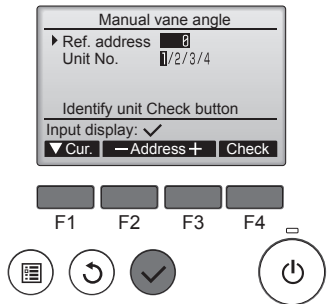 Manual vane angle
Ref. address 0
Unit No. 1/2/3/4
Identify unit Check button
Input display: ✓
▼ Cur. − Address + Check
F1 F2 F3 F4